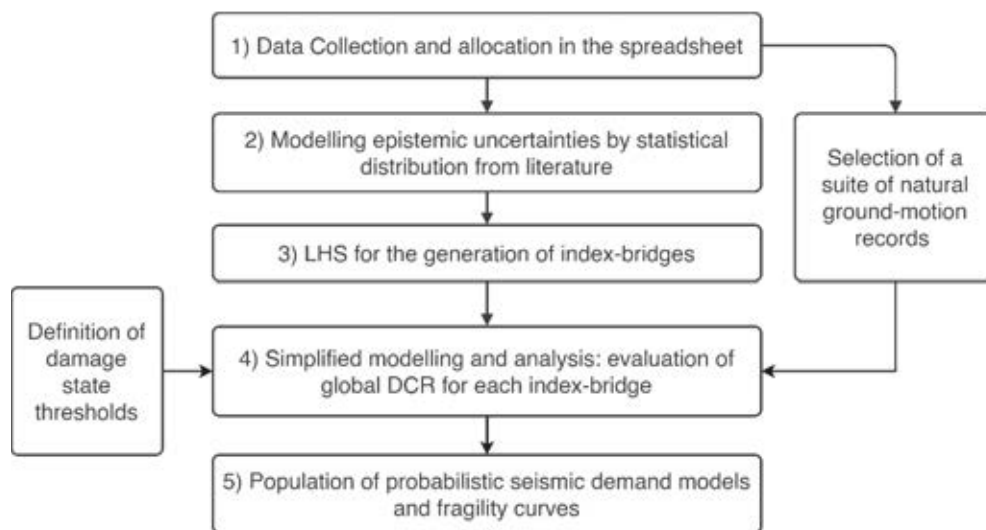 1) Data Collection and allocation in the spreadsheet
2) Modelling epistemic uncertainties by statistical
distribution from literature
Selection of a
suite of natural
ground-motion
records
3) LHS for the generation of index-bridges
Definition of
damage
state
thresholds
4) Simplified modelling and analysis: evaluation of
global DCR for each index-bridge
5) Population of probabilistic seismic demand models
and fragility curves